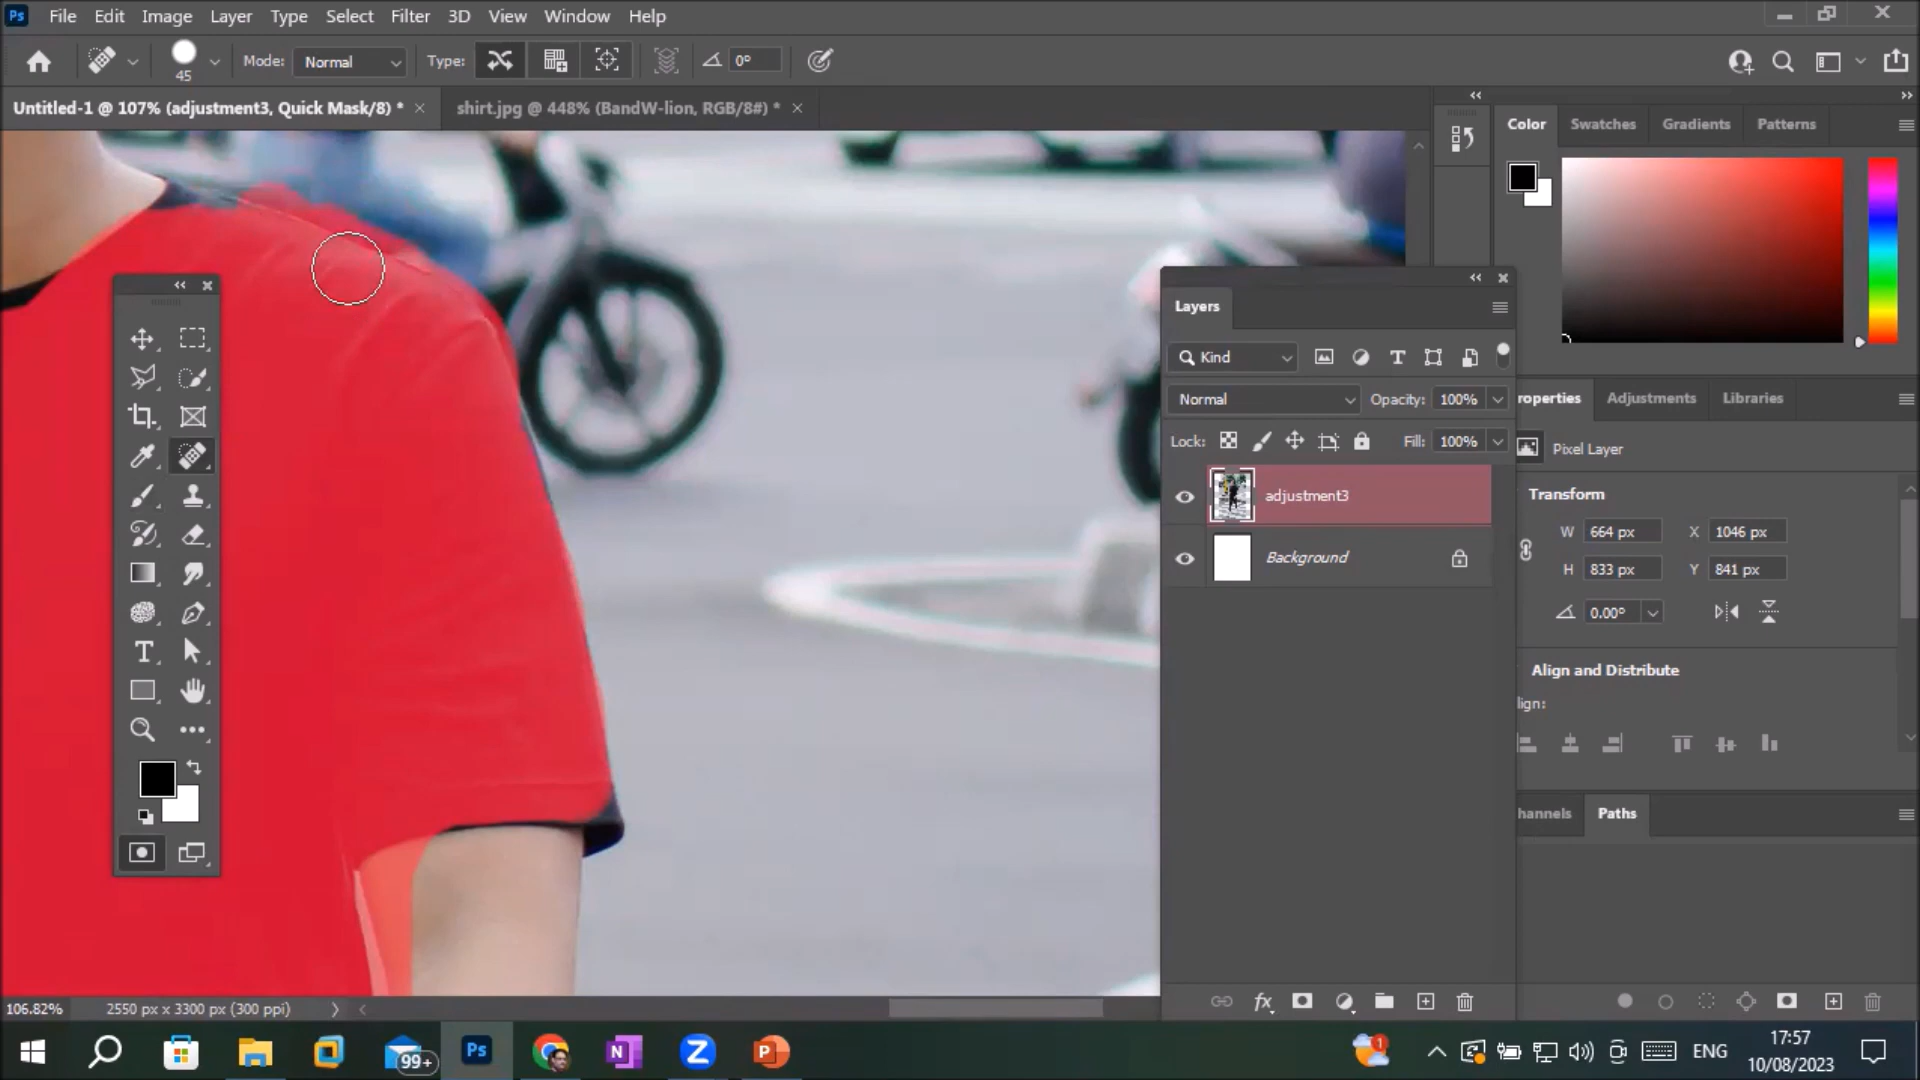 Ps File Edit Image Layer Type Select Filter 3D View Window Help
45 Mode: Normal Type: 0°
Untitled-1 @ 107% (adjustment3, Quick Mask/8) * shirt.jpg @ 448% (BandW-lion, RGB/8#) *
Color Swatches Gradients Patterns
Layers
Kind
Normal Opacity: 100%
Lock: Fill: 100%
adjustment3
Background
roperties Adjustments Libraries
Pixel Layer
Transform
W 664 px X 1046 px
H 833 px Y 841 px
0.00°
Align and Distribute
lign:
hannels Paths
fx
106.82% 2550 px x 3300 px (300 ppi)
99+ Ps N Z P 1 ENG
17:57
10/08/2023